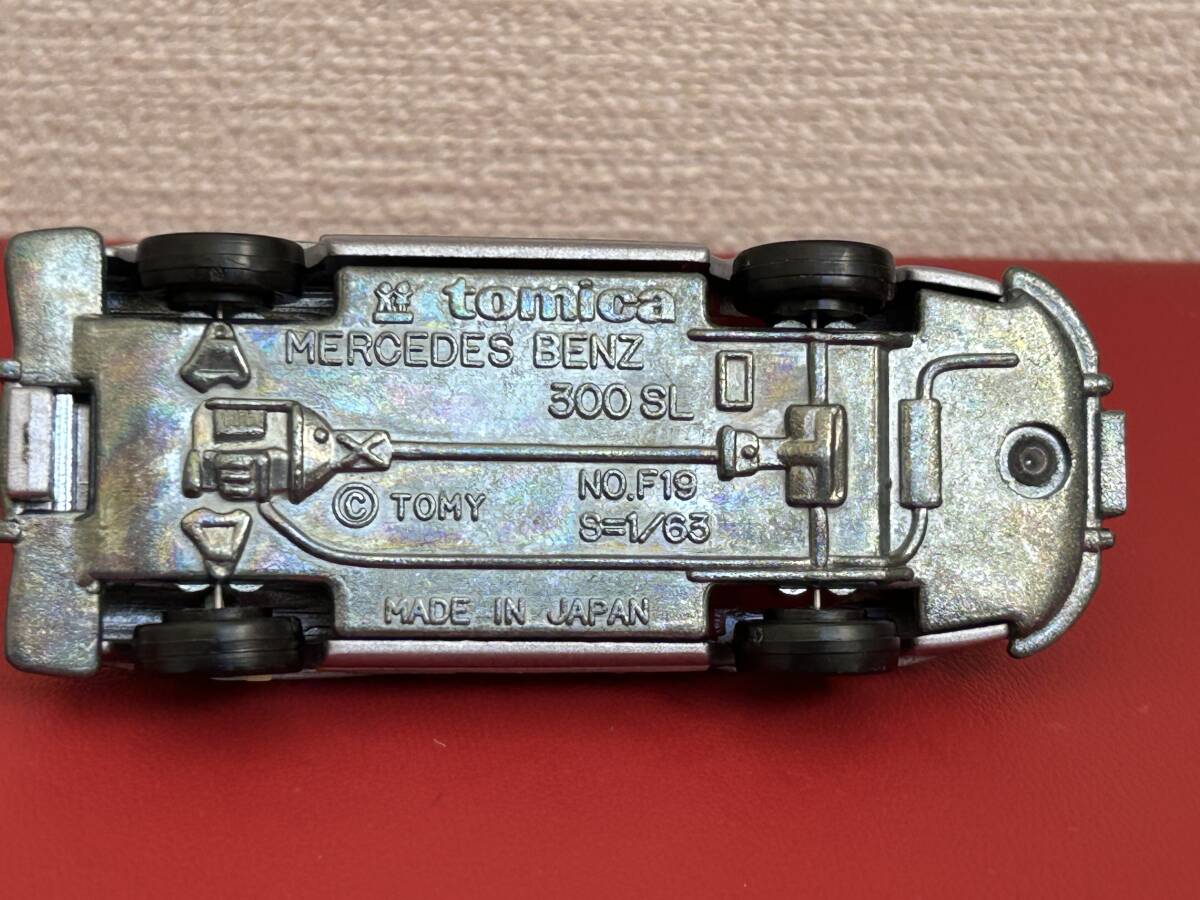 tomica
MERCEDES BENZ
300 SL
NO.F19
© TOMY
S=1/63
MADE IN JAPAN